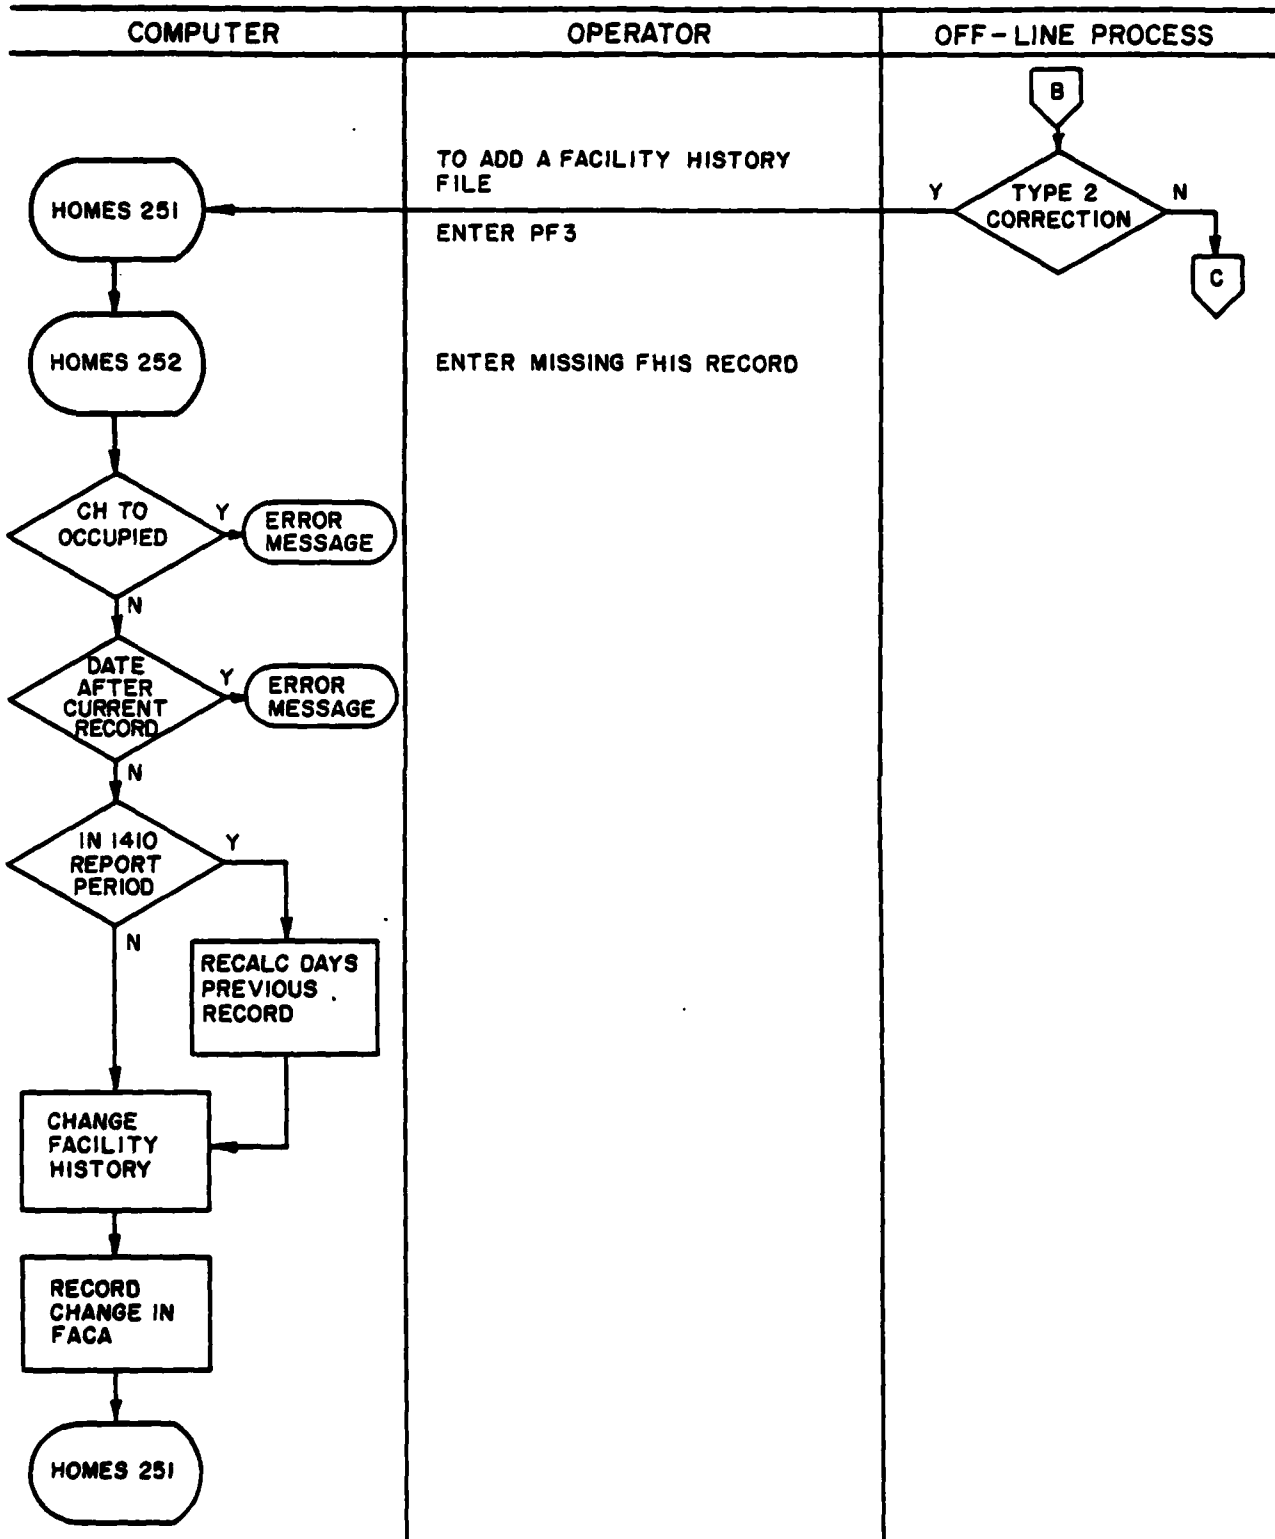 COMPUTER
OPERATOR
OFF-LINE PROCESS
B
TO ADD A FACILITY HISTORY
FILE
HOMES 251
Y
TYPE 2
CORRECTION
N
ENTER PF3
C
HOMES 252
ENTER MISSING FHIS RECORD
CH TO
OCCUPIED
Y
ERROR
MESSAGE
N
DATE
AFTER
CURRENT
RECORD
Y
ERROR
MESSAGE
N
IN 1410
REPORT
PERIOD
Y
N
RECALC DAYS
PREVIOUS
RECORD
CHANGE
FACILITY
HISTORY
RECORD
CHANGE IN
FACA
HOMES 251